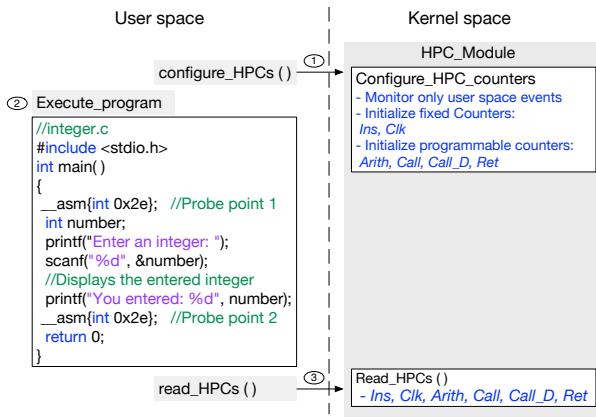 User space
Kernel space
HPC_Module
1
configure_HPCs ( )
Configure_HPC_counters
- Monitor only user space events
- Initialize fixed Counters:
Ins, Clk
- Initialize programmable counters:
Arith, Call, Call_D, Ret
2 Execute_program
//integer.c
#include <stdio.h>
int main( )
{
__asm{int 0x2e}; //Probe point 1
int number;
printf("Enter an integer: ");
scanf("%d", &number);
//Displays the entered integer
printf("You entered: %d", number);
__asm{int 0x2e}; //Probe point 2
return 0;
}
3
read_HPCs ( )
Read_HPCs ( )
- Ins, Clk, Arith, Call, Call_D, Ret